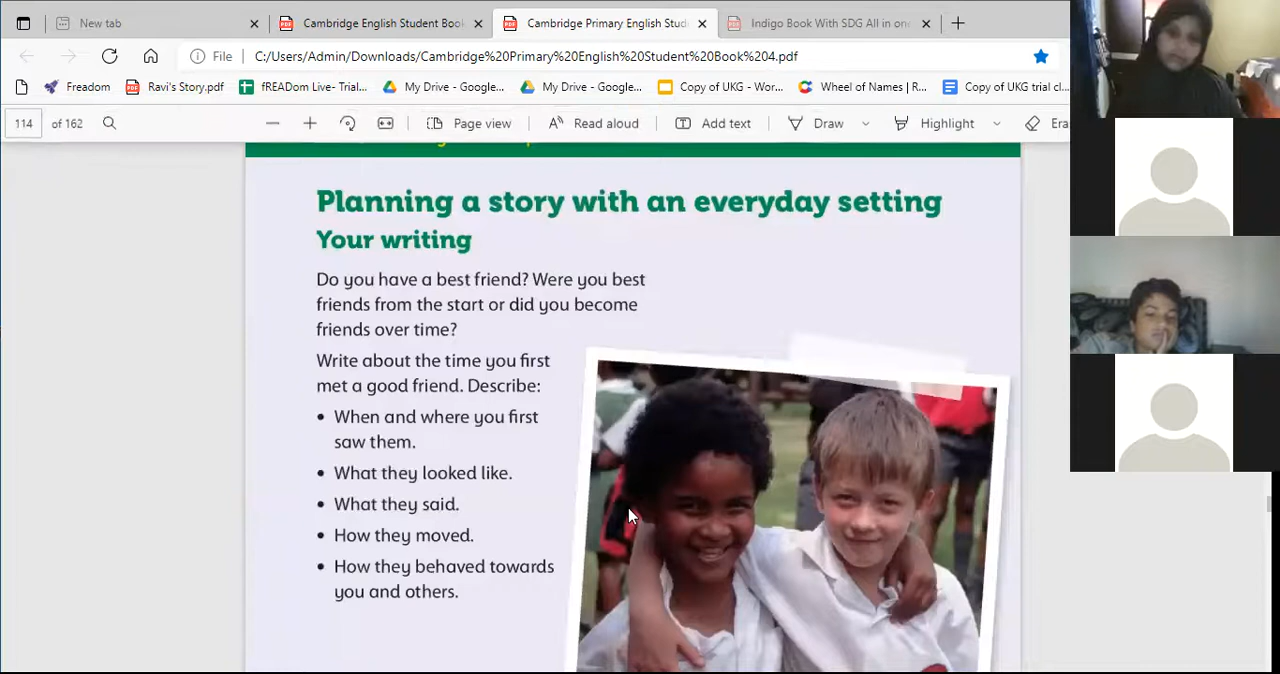 New tab
Cambridge English Student Boo
Cambridge Primary English Stud
Indigo Book With SDG All in one
File
C:/Users/Admin/Downloads/Cambridge%20Primary%20English%20Student%20Book%204.pdf
Freadom
Ravi's Story.pdf
fREADom Live- Trial...
My Drive - Google...
My Drive - Google...
Copy of UKG - Wor...
Wheel of Names | R...
Copy of UKG trial cl...
114 of 162
Page view
Read aloud
Add text
Draw
Highlight
Era
Planning a story with an everyday setting
Your writing
Do you have a best friend? Were you best
friends from the start or did you become
friends over time?
Write about the time you first
met a good friend. Describe:
• When and where you first
saw them.
• What they looked like.
• What they said.
• How they moved.
• How they behaved towards
you and others.